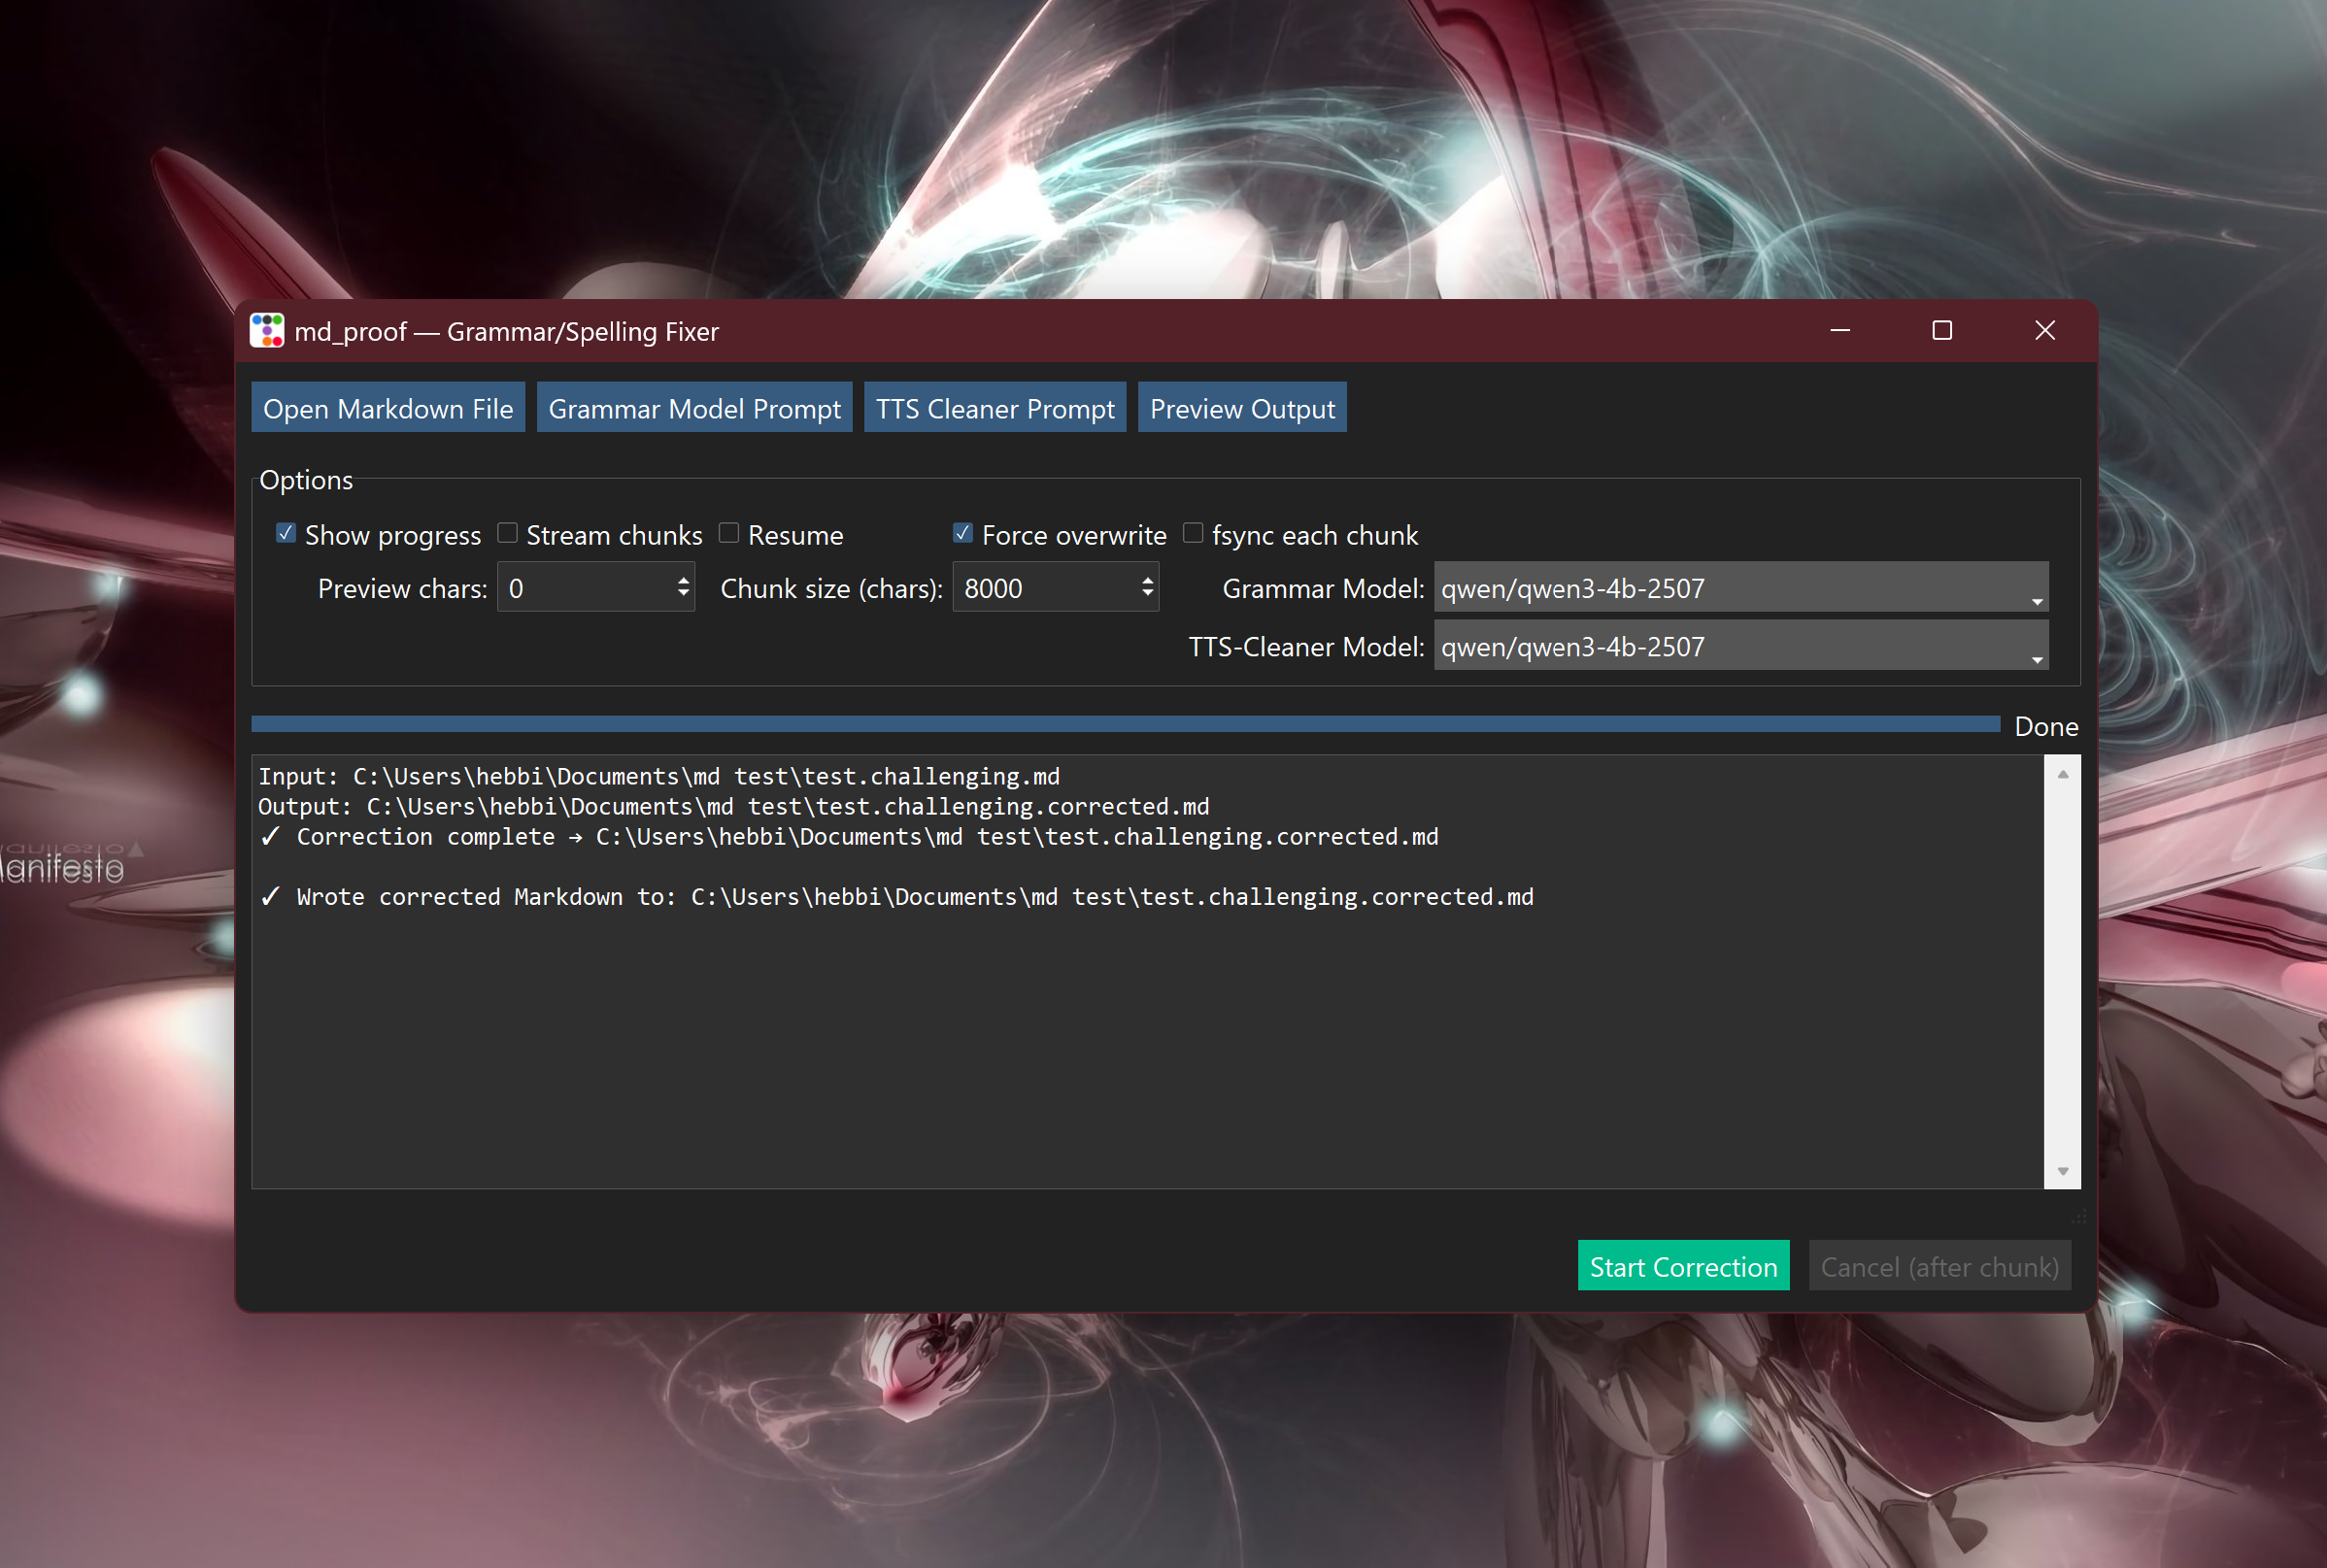 md_proof — Grammar/Spelling Fixer
Open Markdown File Grammar Model Prompt TTS Cleaner Prompt Preview Output
Options
✓ Show progress Stream chunks Resume ✓ Force overwrite fsync each chunk
Preview chars: 0 Chunk size (chars): 8000 Grammar Model: qwen/qwen3-4b-2507
TTS-Cleaner Model: qwen/qwen3-4b-2507
Done
Input: C:\Users\hebbi\Documents\md test\test.challenging.md
Output: C:\Users\hebbi\Documents\md test\test.challenging.corrected.md
✓ Correction complete → C:\Users\hebbi\Documents\md test\test.challenging.corrected.md
anifesto
✓ Wrote corrected Markdown to: C:\Users\hebbi\Documents\md test\test.challenging.corrected.md
Start Correction Cancel (after chunk)